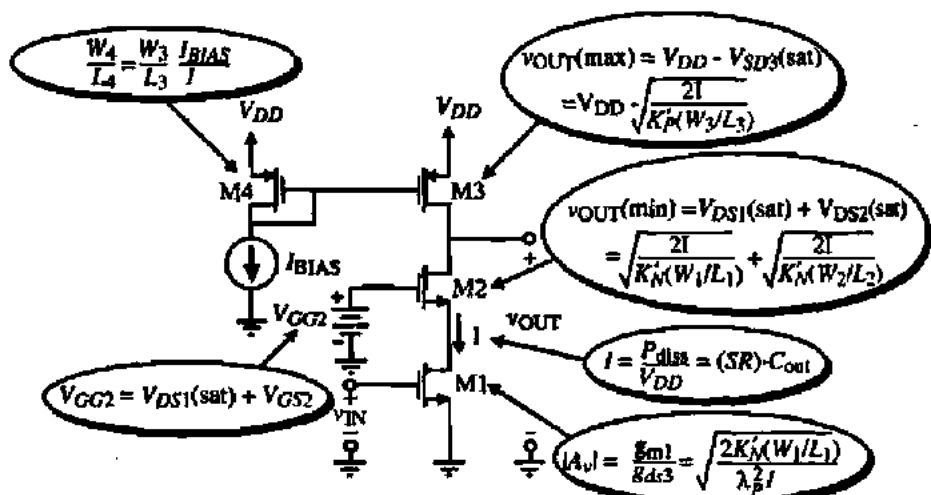 W4/L4 = W3/L3 IBIAS/I
vOUT(max) = VDD - VSD3(sat)
=VDD - √(2I/(K'P(W3/L3)))
VDD
VDD
M4
M3
vOUT(min) =VDS1(sat) + VDS2(sat)
= √(2I/(K'N(W1/L1))) + √(2I/(K'N(W2/L2)))
IBIAS
+
M2
+
VGG2
-
I
vOUT
I = Pdiss/VDD = (SR)·Cout
VGG2 = VDS1(sat) + VGS2
+
vIN
M1
-
-
|Av| = gm1/gds3 = √(2K'N(W1/L1)/(λP²I))